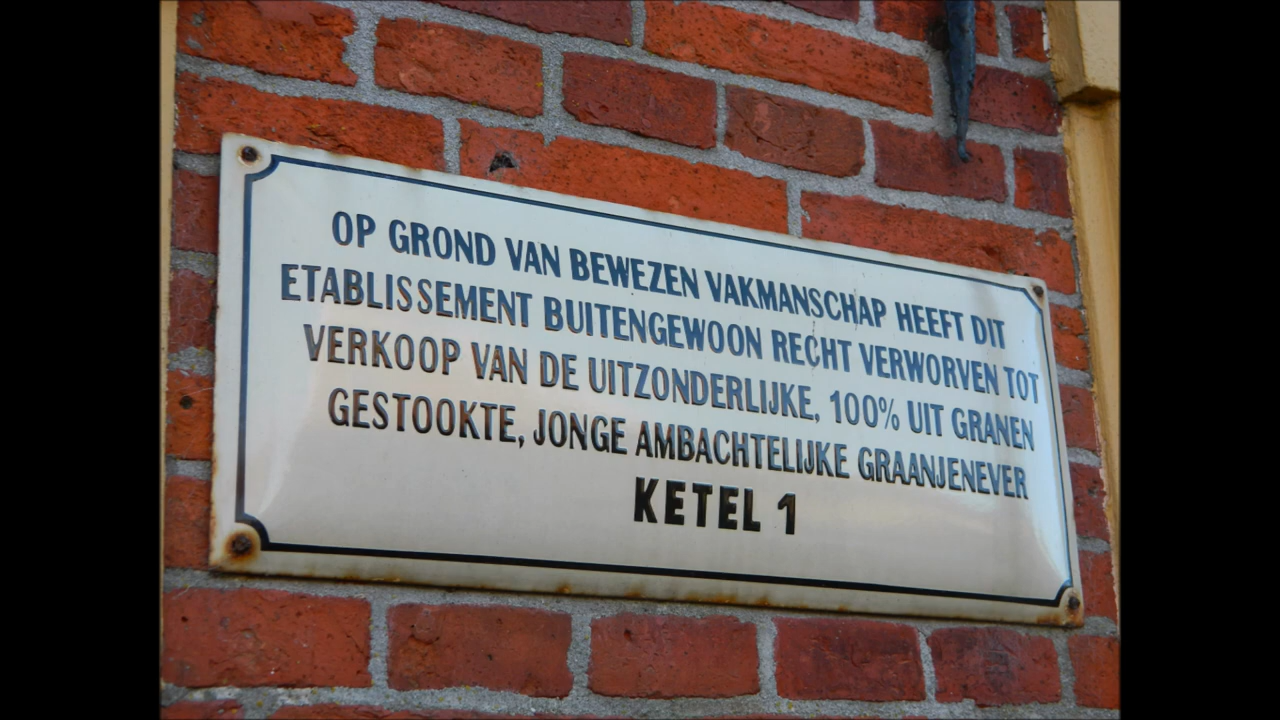 OP GROND VAN BEWEZEN VAKMANSCHAP HEEFT DIT
ETABLISSEMENT BUITENGEWOON RECHT VERWORVEN TOT
VERKOOP VAN DE UITZONDERLIJKE, 100% UIT GRANEN
GESTOOKTE, JONGE AMBACHTELIJKE GRAANJENEVER
KETEL 1